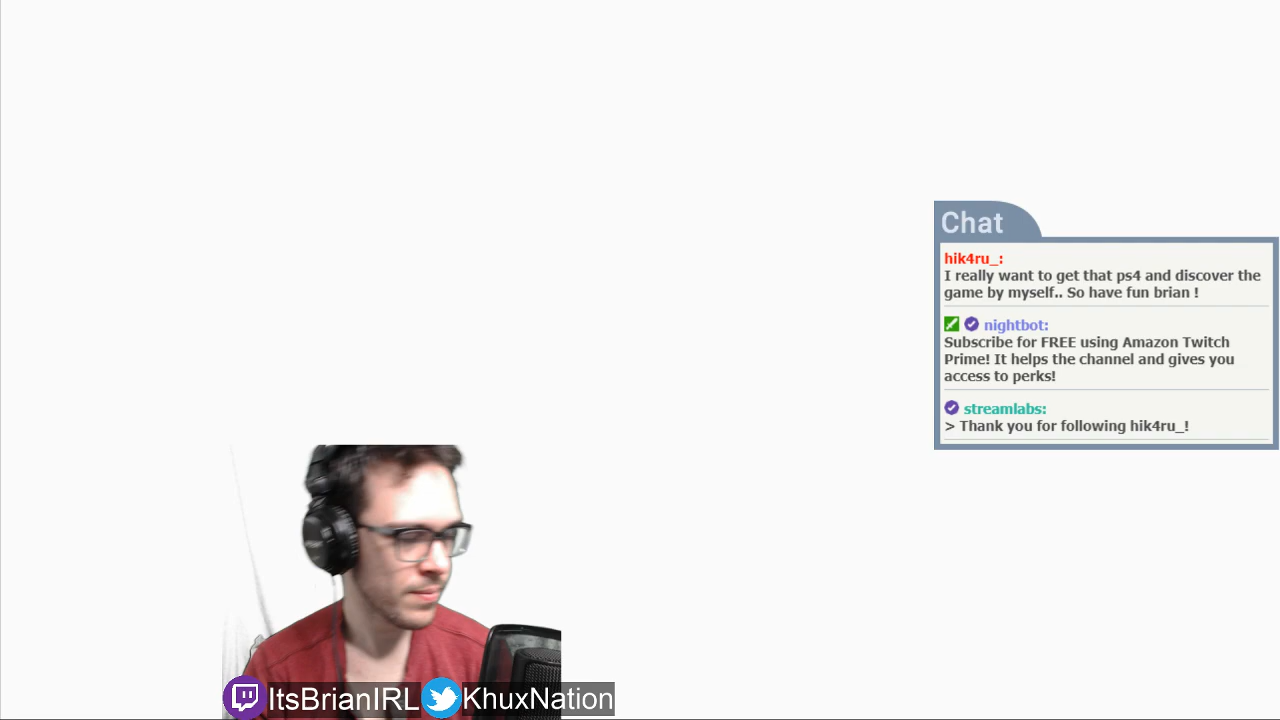 Chat
hik4ru_:
I really want to get that ps4 and discover the
game by myself.. So have fun brian !
nightbot:
Subscribe for FREE using Amazon Twitch
Prime! It helps the channel and gives you
access to perks!
streamlabs:
> Thank you for following hik4ru_!
ItsBrianIRL KhuxNation